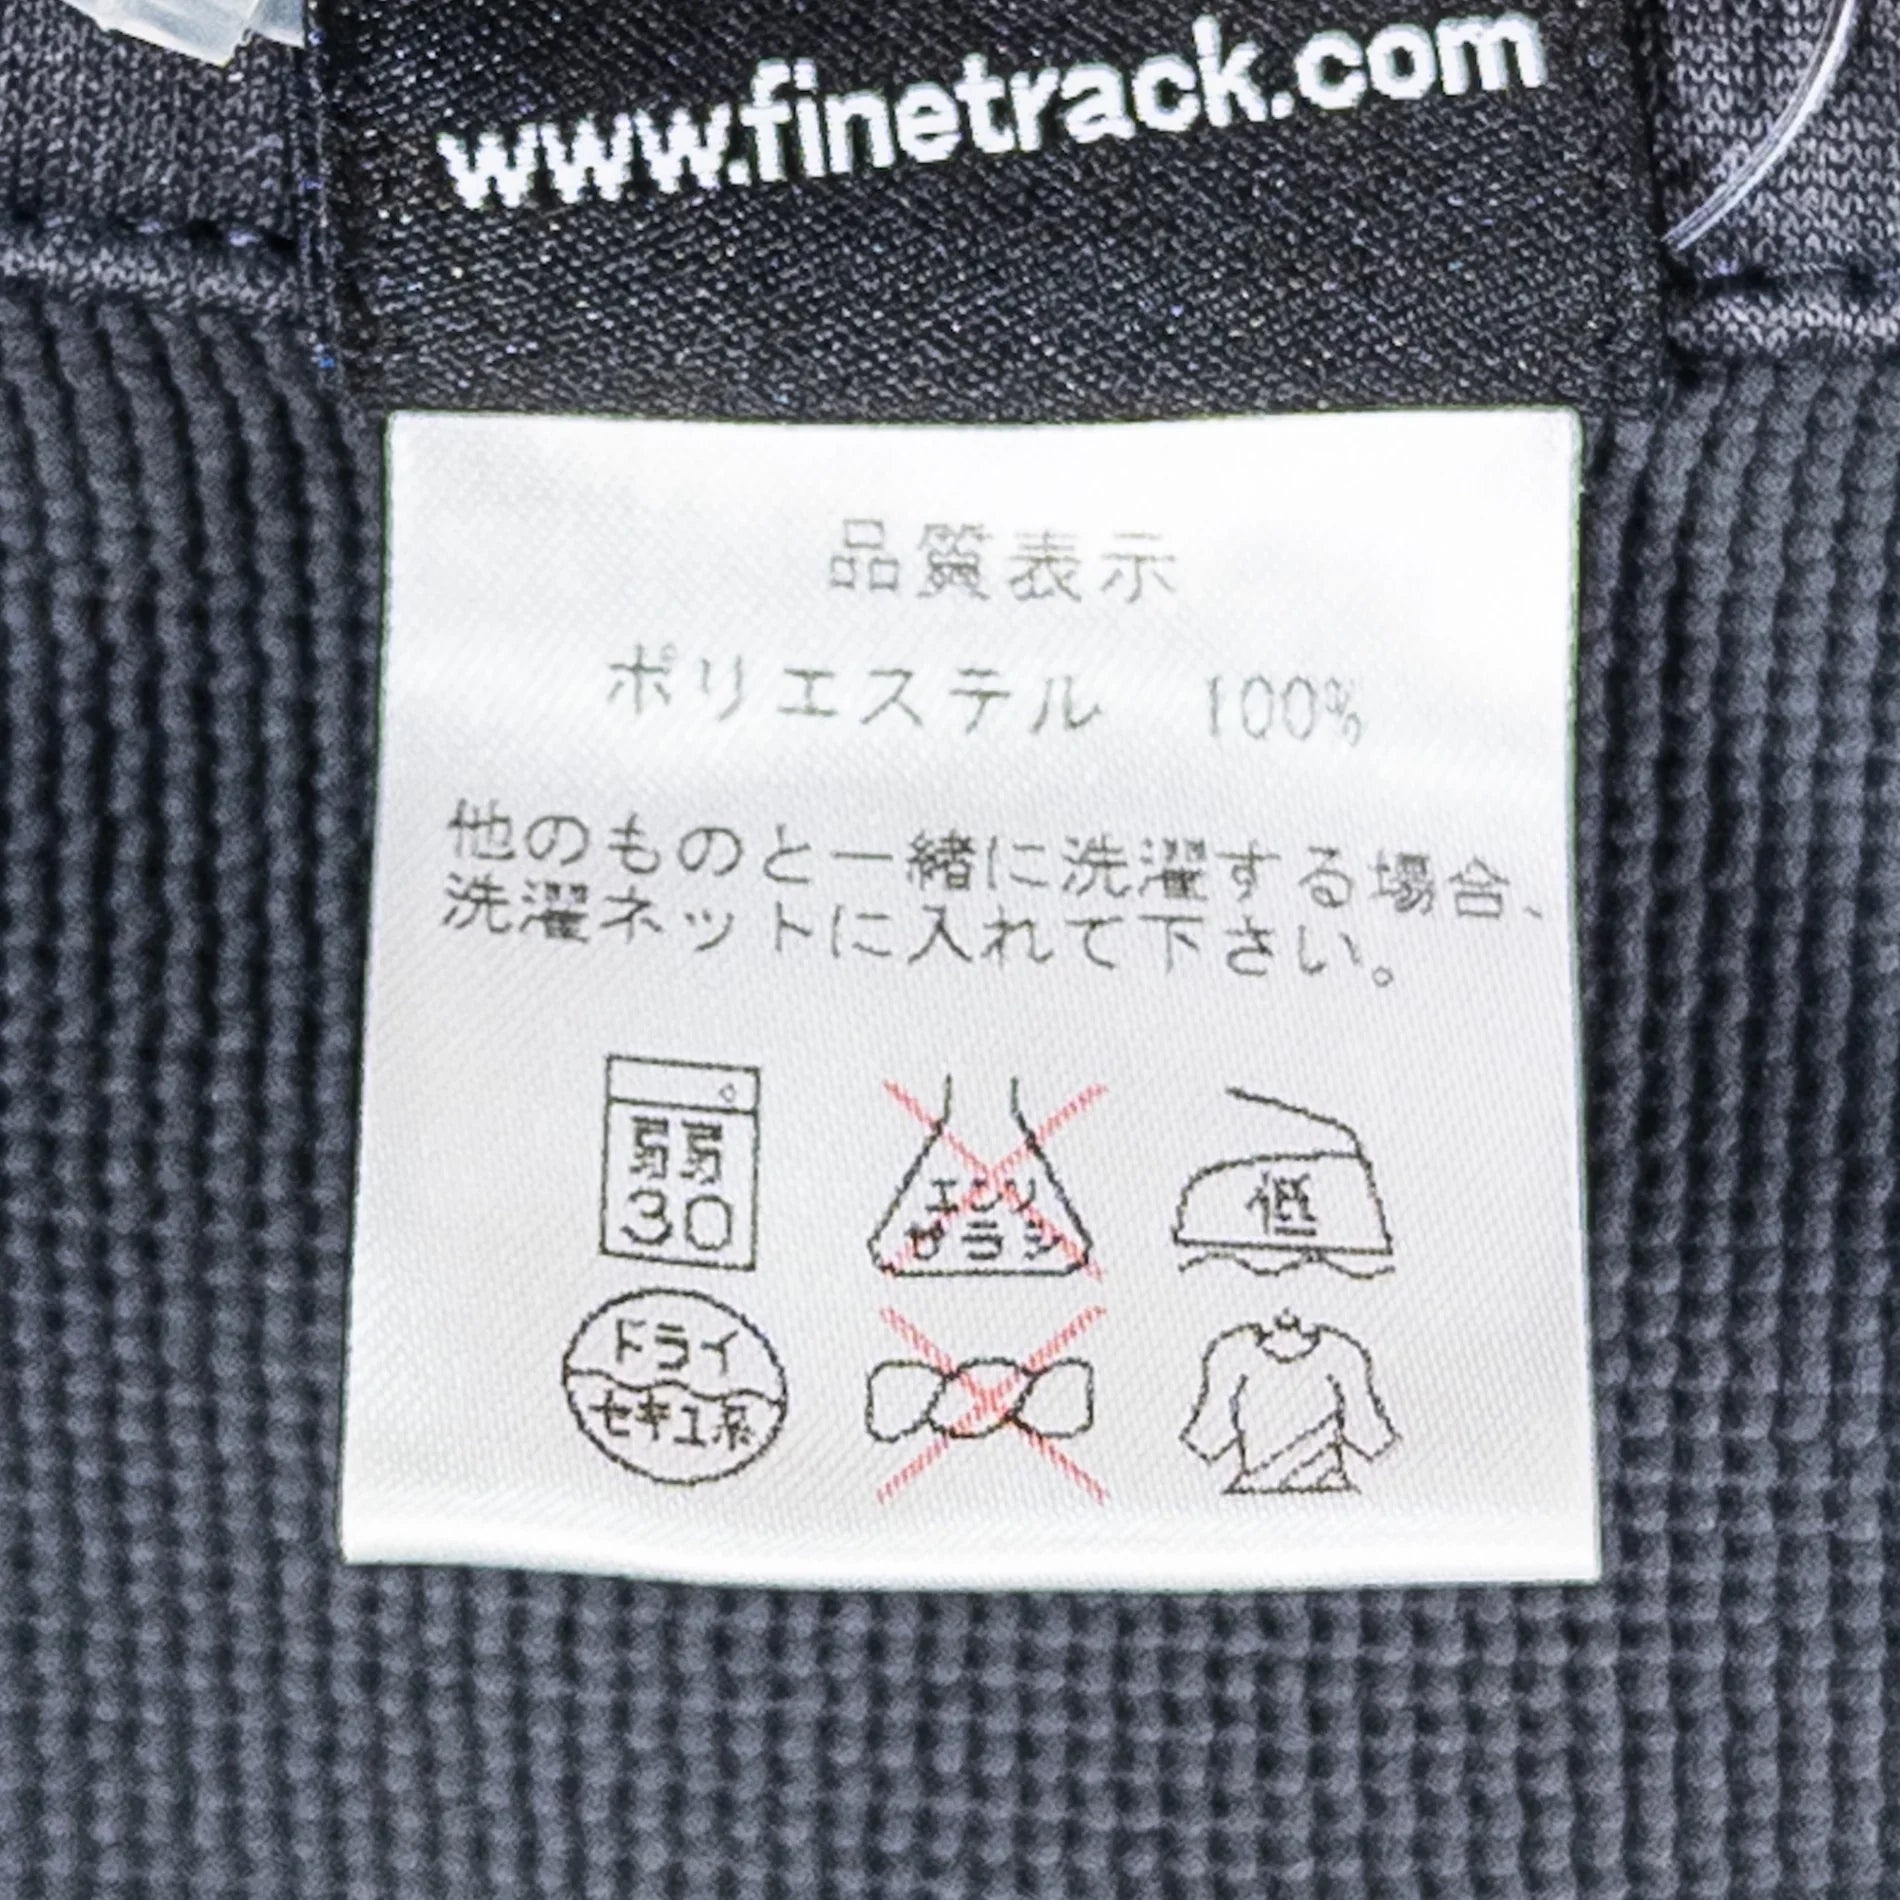 www.finetrack.com
品質表示
ポリエステル 100%
他のものと一緒に洗濯する場合、
洗濯ネットに入れて下さい。
弱
30
エンソ
サラシ
低
ドライ
セキユ系